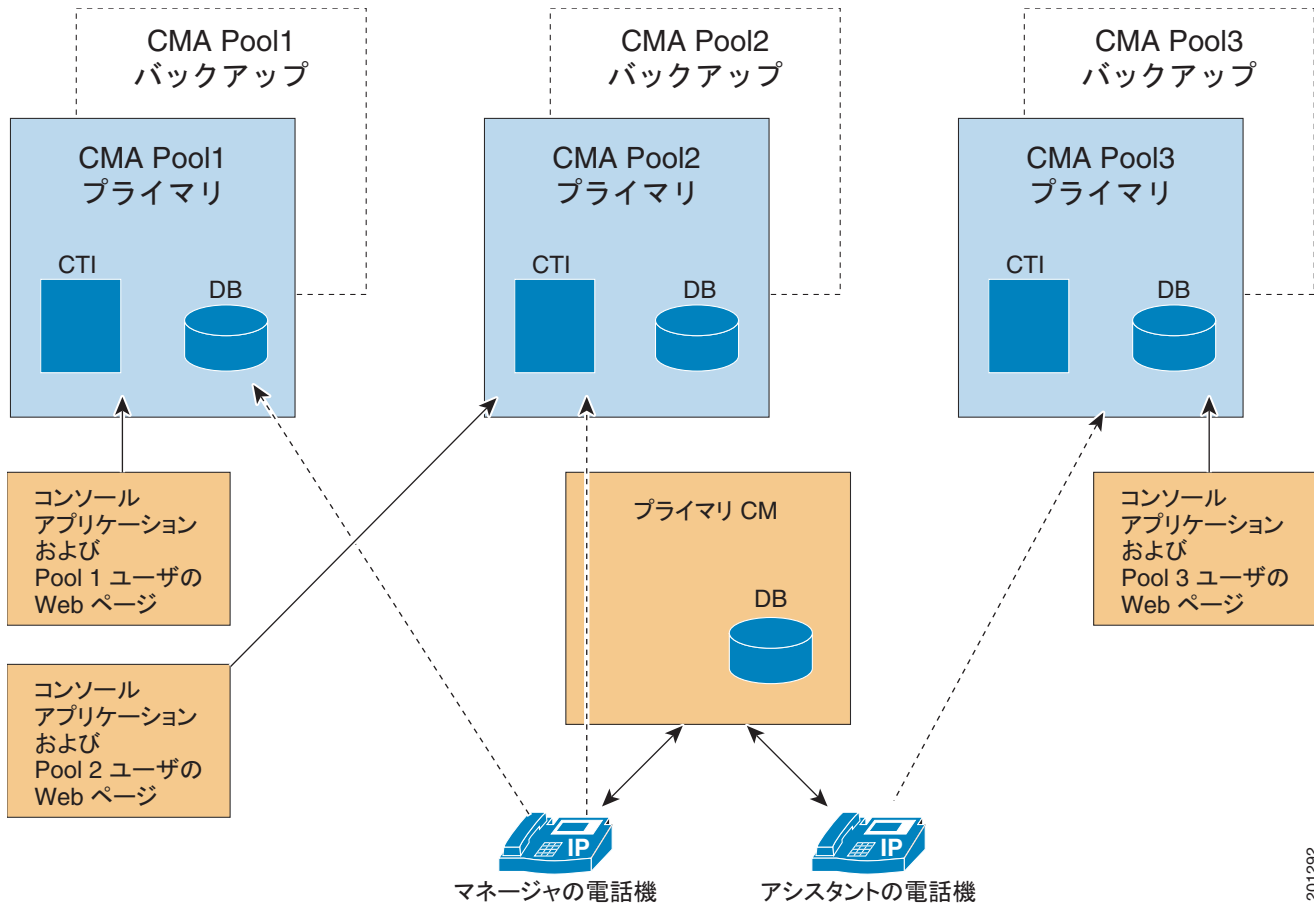 CMA Pool1
バックアップ
CMA Pool2
バックアップ
CMA Pool3
バックアップ
CMA Pool1
プライマリ
CTI
DB
CMA Pool2
プライマリ
CTI
DB
CMA Pool3
プライマリ
CTI
DB
コンソール
アプリケーション
および
Pool 1 ユーザの
Web ページ
プライマリ CM
DB
コンソール
アプリケーション
および
Pool 3 ユーザの
Web ページ
コンソール
アプリケーション
および
Pool 2 ユーザの
Web ページ
IP
マネージャの電話機
IP
アシスタントの電話機
201292